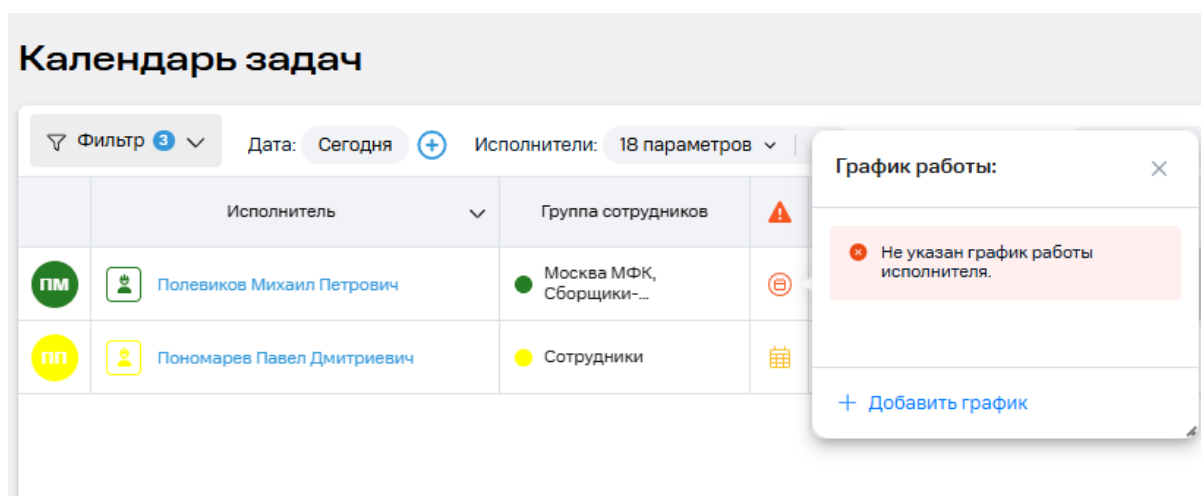 Календарь задач
Фильтр 3
Дата: Сегодня
Исполнители: 18 параметров
График работы:
Исполнитель
Группа сотрудников
Не указан график работы
исполнителя.
ПМ
Полевиков Михаил Петрович
Москва МФК,
Сборщики-...
ПП
Пономарев Павел Дмитриевич
Сотрудники
+ Добавить график